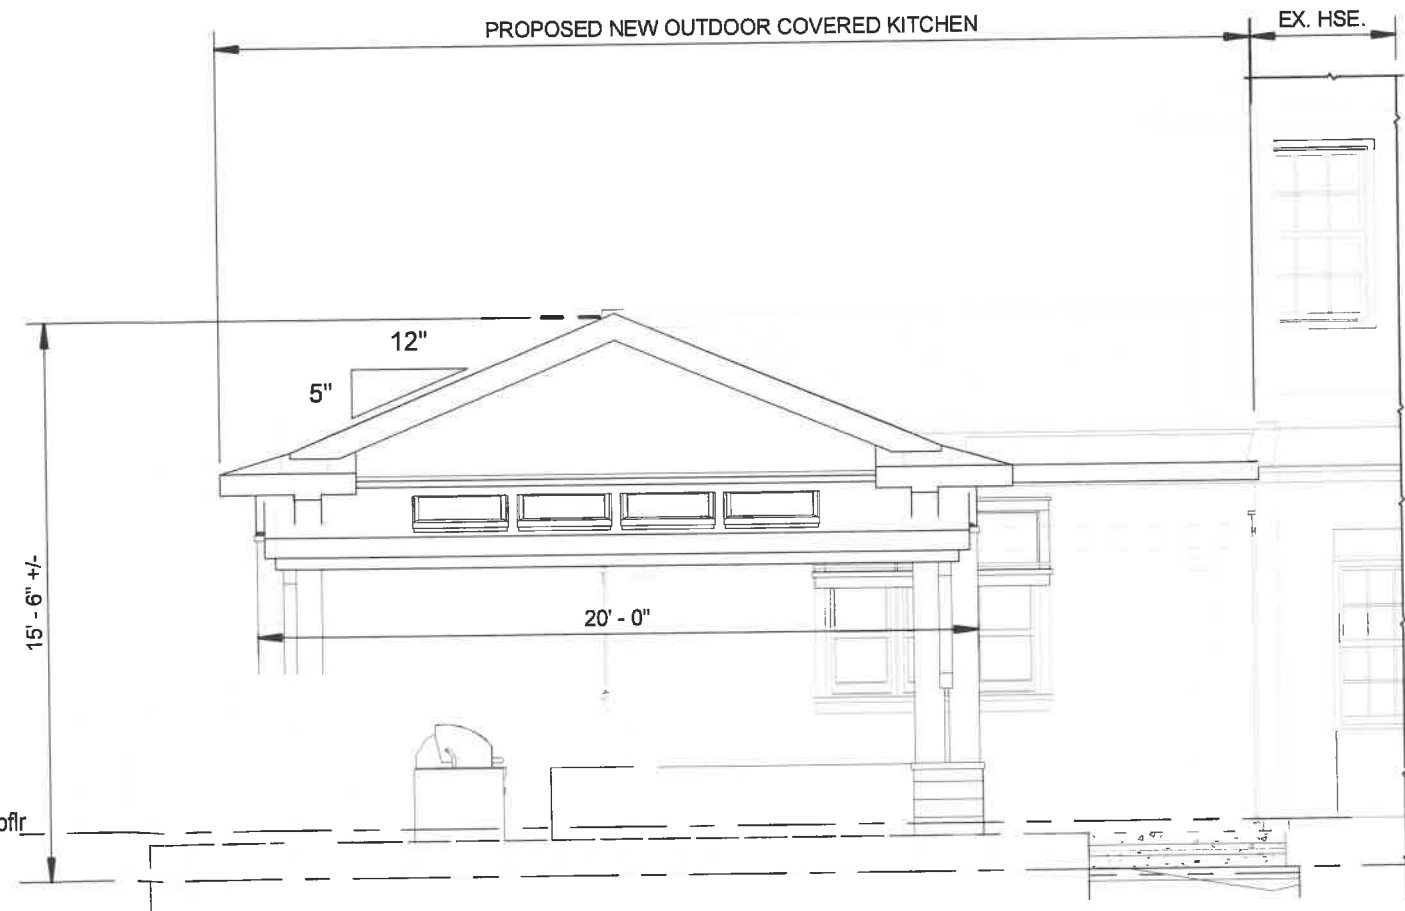 PROPOSED NEW OUTDOOR COVERED KITCHEN
EX. HSE.
12"
5"
15' - 6" +/-
20' - 0"